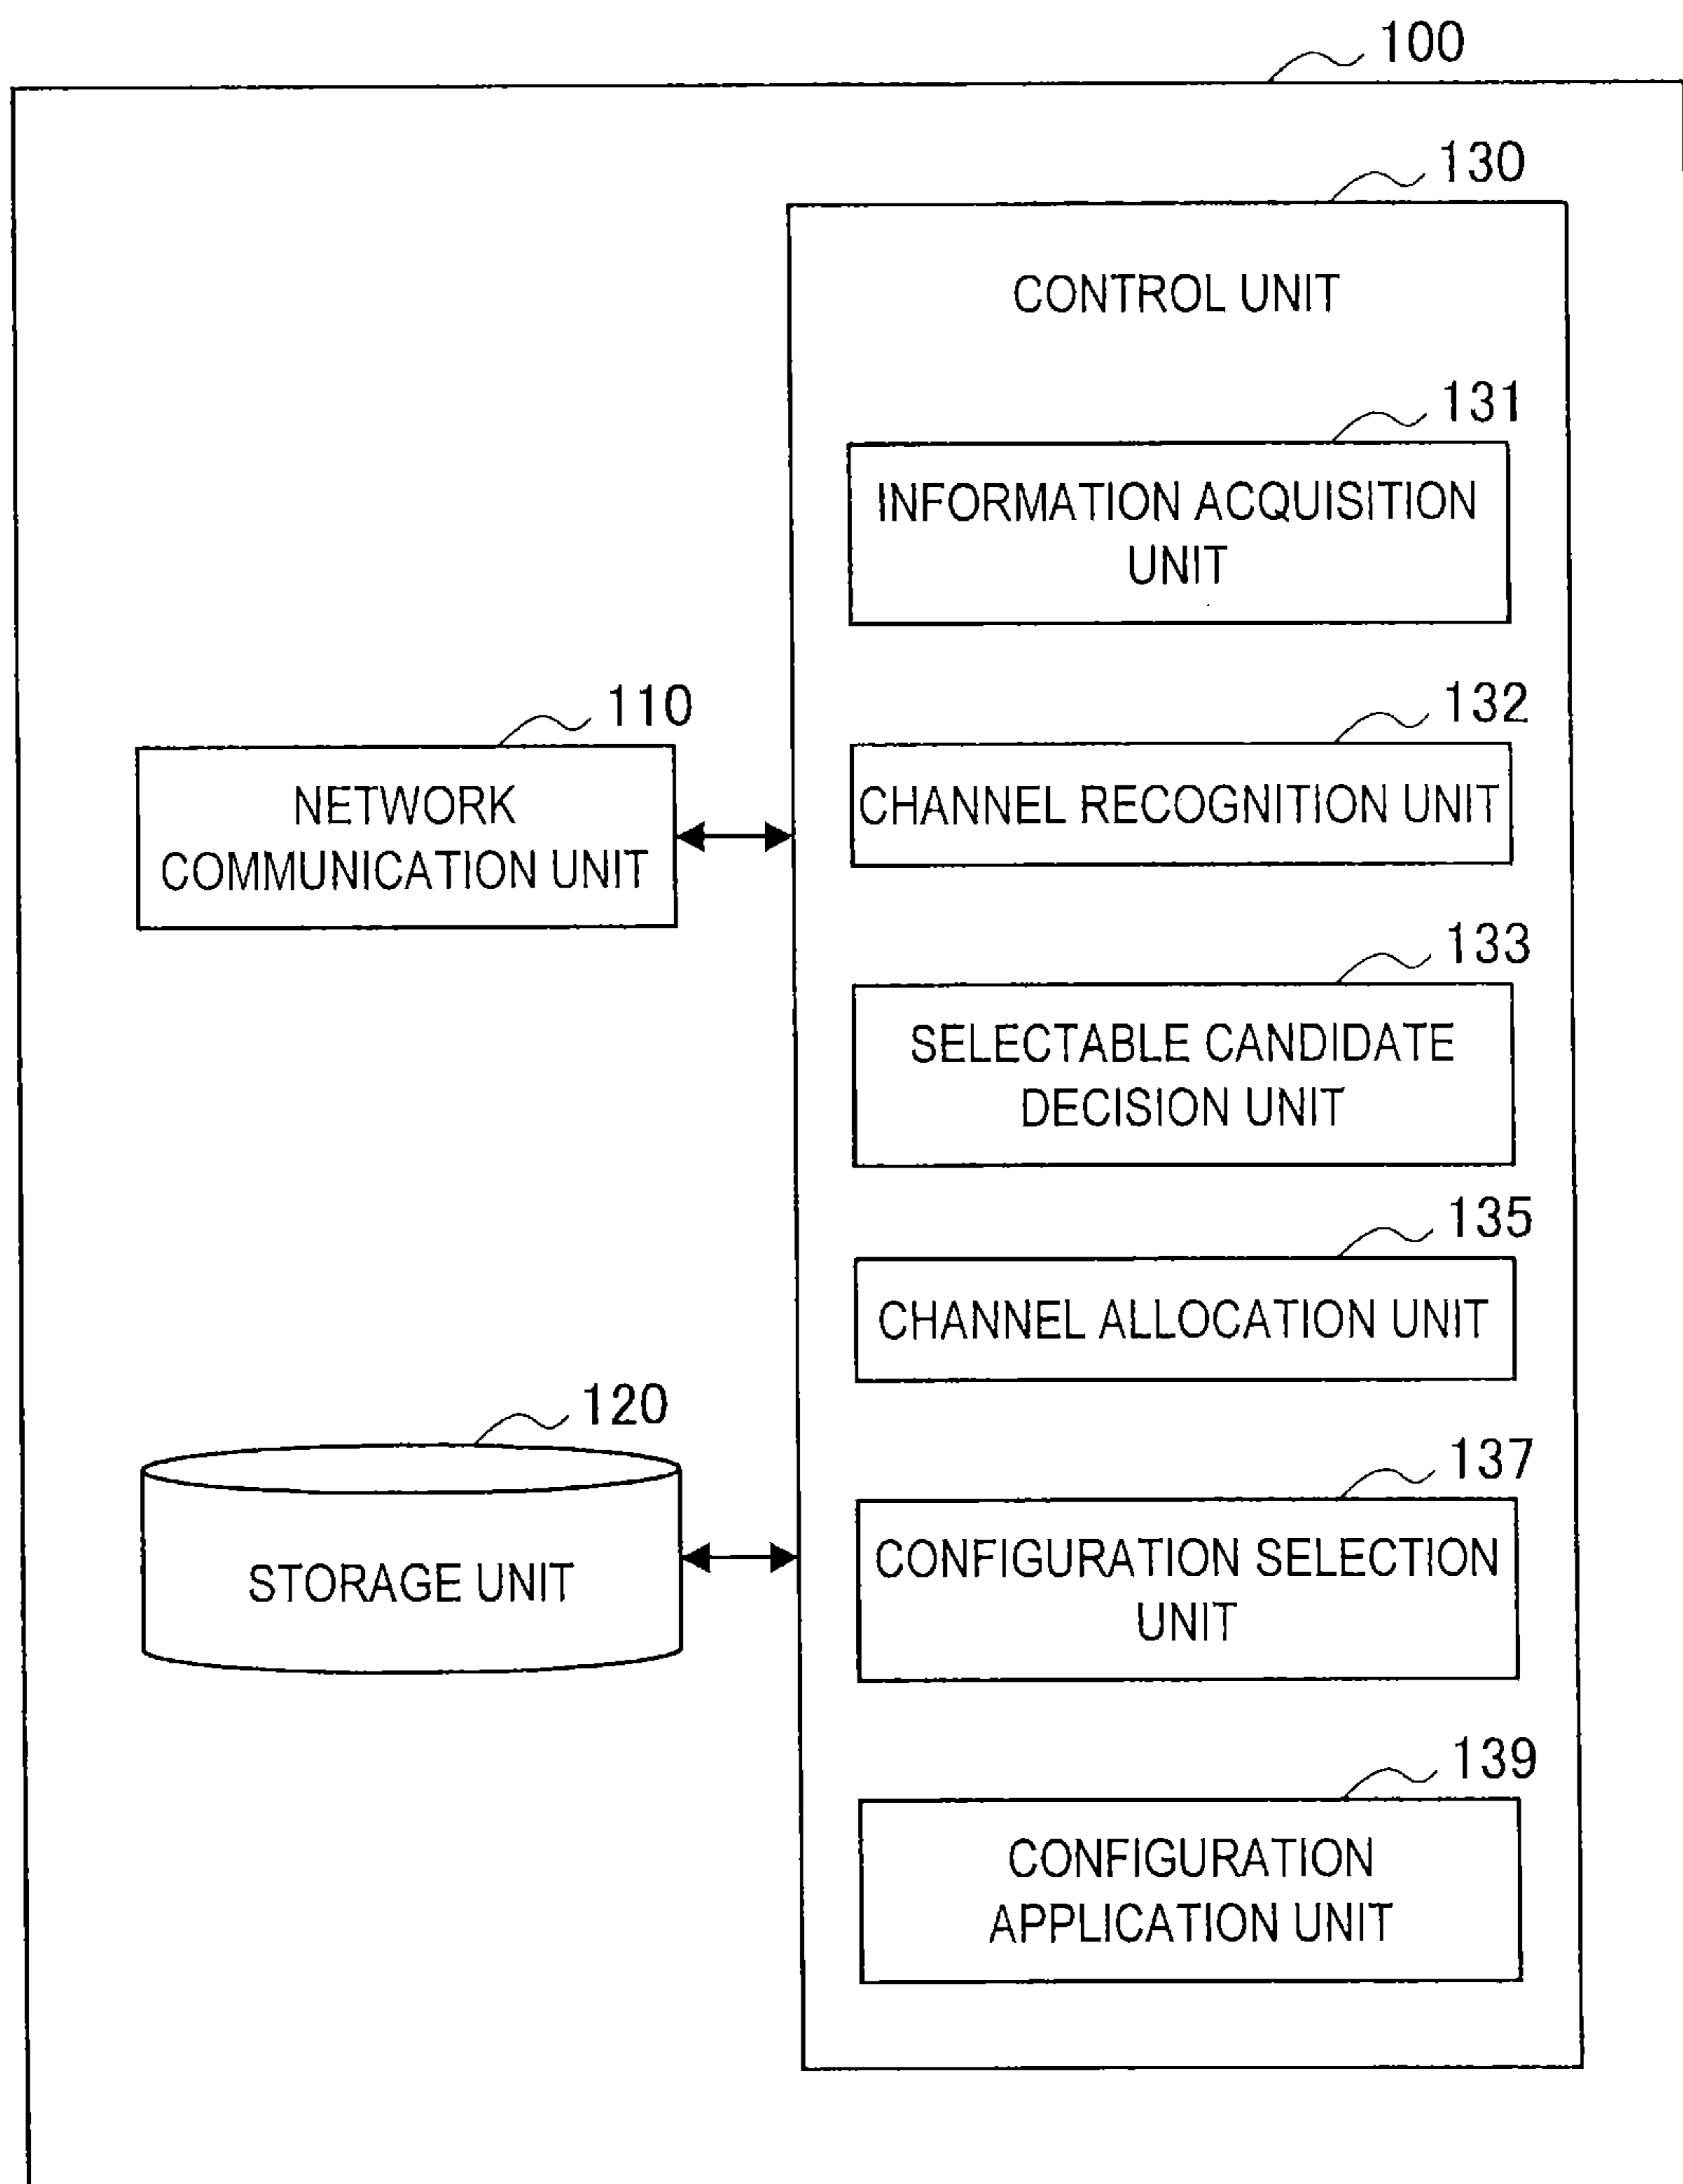 100
130
CONTROL UNIT
131
INFORMATION ACQUISITION
UNIT
110
NETWORK
COMMUNICATION UNIT
132
CHANNEL RECOGNITION UNIT
133
SELECTABLE CANDIDATE
DECISION UNIT
135
CHANNEL ALLOCATION UNIT
120
STORAGE UNIT
137
CONFIGURATION SELECTION
UNIT
139
CONFIGURATION
APPLICATION UNIT